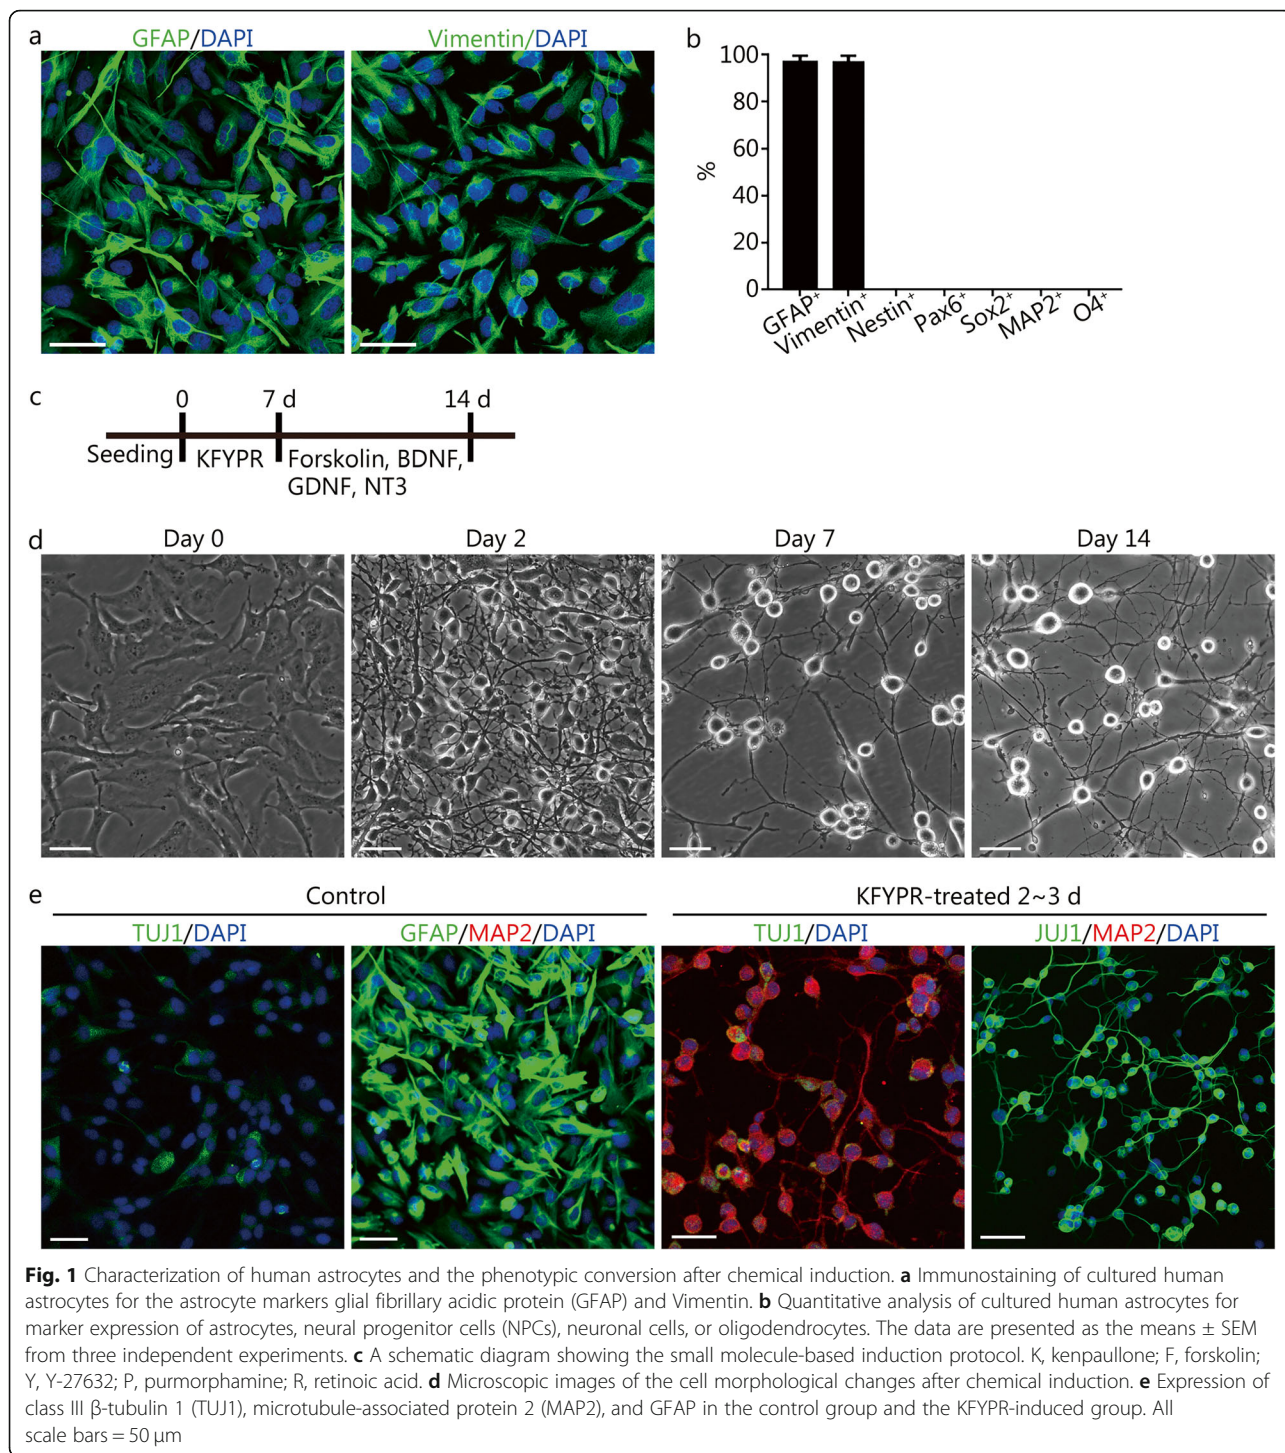 a
GFAP/DAPI
Vimentin/DAPI
b
100
80
60
40
20
0
%
GFAP⁺
Vimentin⁺
Nestin⁺
Pax6⁺
Sox2⁺
MAP2⁺
O4⁺
c
0
7 d
14 d
Seeding
KFYPR
Forskolin, BDNF,
GDNF, NT3
d
Day 0
Day 2
Day 7
Day 14
e
Control
KFYPR-treated 2~3 d
TUJ1/DAPI
GFAP/MAP2/DAPI
TUJ1/DAPI
JUJ1/MAP2/DAPI
Fig. 1 Characterization of human astrocytes and the phenotypic conversion after chemical induction. a Immunostaining of cultured human
astrocytes for the astrocyte markers glial fibrillary acidic protein (GFAP) and Vimentin. b Quantitative analysis of cultured human astrocytes for
marker expression of astrocytes, neural progenitor cells (NPCs), neuronal cells, or oligodendrocytes. The data are presented as the means ± SEM
from three independent experiments. c A schematic diagram showing the small molecule-based induction protocol. K, kenpaullone; F, forskolin;
Y, Y-27632; P, purmorphamine; R, retinoic acid. d Microscopic images of the cell morphological changes after chemical induction. e Expression of
class III β-tubulin 1 (TUJ1), microtubule-associated protein 2 (MAP2), and GFAP in the control group and the KFYPR-induced group. All
scale bars = 50 μm